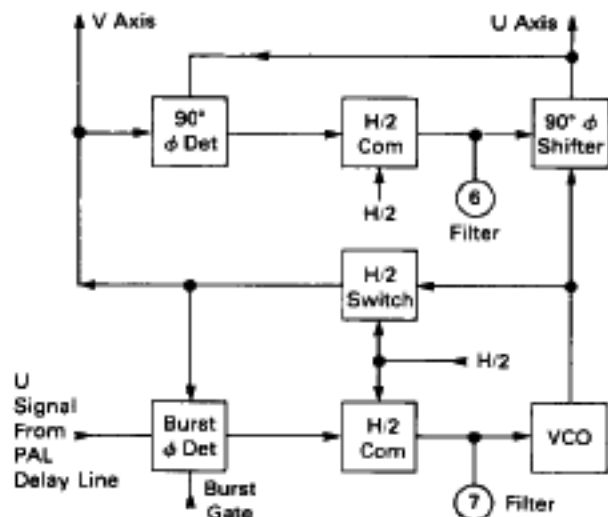 V Axis
U Axis
90°
ϕ Det
H/2
Com
90° ϕ
Shifter
H/2
6
Filter
H/2
Switch
H/2
U
Signal
From
PAL
Delay Line
Burst
ϕ Det
H/2
Com
VCO
Burst
Gate
7
Filter